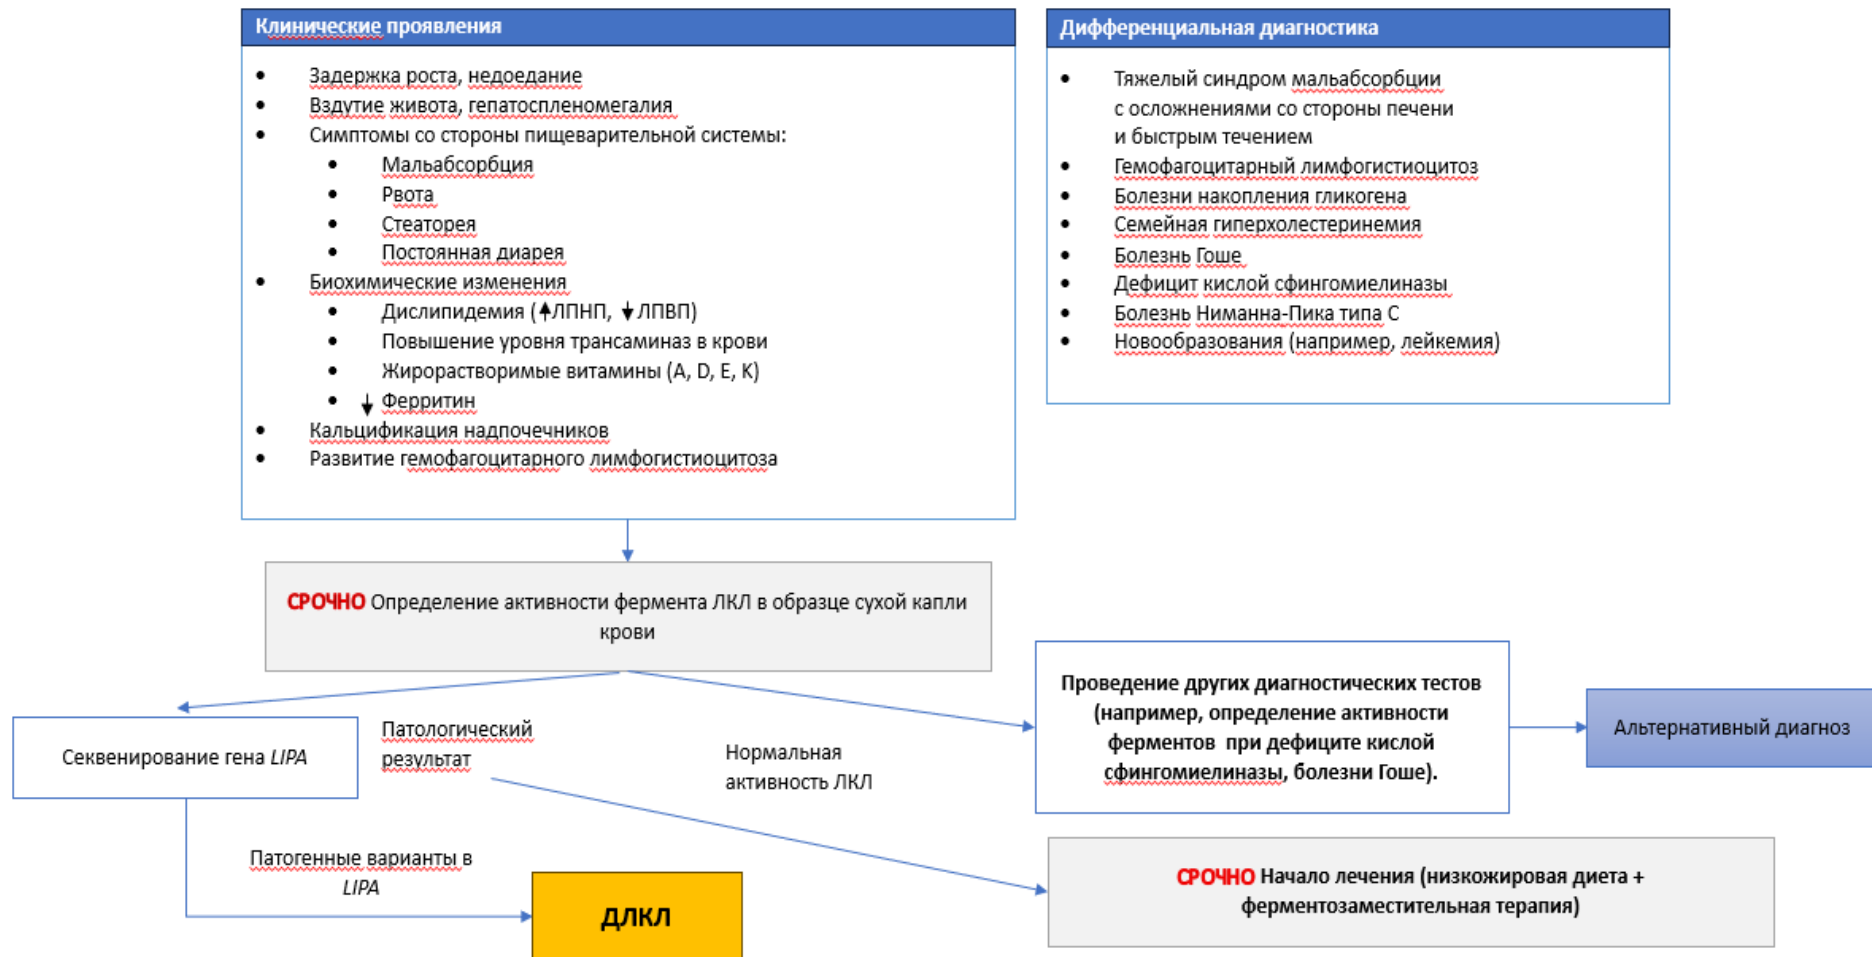 Клинические проявления
Задержка роста, недоедание
Вздутие живота, гепатоспленомегалия
Симптомы со стороны пищеварительной системы:
Мальабсорбция
Рвота
Стеаторея
Постоянная диарея
Биохимические изменения
Дислипидемия (↑ЛПНП, ↓ЛПВП)
Повышение уровня трансаминаз в крови
Жирорастворимые витамины (A, D, E, K)
↓ Ферритин
Кальцификация надпочечников
Развитие гемофагоцитарного лимфогистиоцитоза
Дифференциальная диагностика
Тяжелый синдром мальабсорбции
с осложнениями со стороны печени
и быстрым течением
Гемофагоцитарный лимфогистиоцитоз
Болезни накопления гликогена
Семейная гиперхолестеринемия
Болезнь Гоше
Дефицит кислой сфингомиелиназы
Болезнь Ниманна-Пика типа С
Новообразования (например, лейкемия)
СРОЧНО Определение активности фермента ЛКЛ в образце сухой капли
крови
Секвенирование гена LIPA
Патологический
результат
Нормальная
активность ЛКЛ
Проведение других диагностических тестов
(например, определение активности
ферментов при дефиците кислой
сфингомиелиназы, болезни Гоше).
Альтернативный диагноз
Патогенные варианты в
LIPA
ДЛКЛ
СРОЧНО Начало лечения (низкожировая диета +
ферментозаместительная терапия)